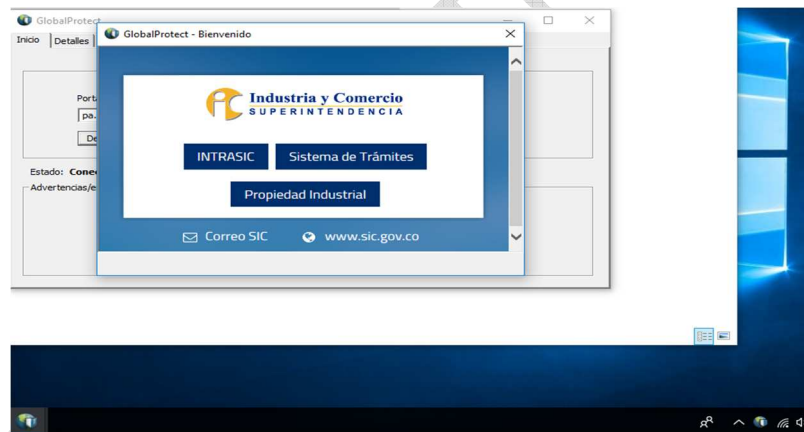 GlobalProtect
Inicio
Detalles
GlobalProtect - Bienvenido
Industria y Comercio
SUPERINTENDENCIA
INTRASIC
Sistema de Trámites
Propiedad Industrial
Correo SIC
www.sic.gov.co
Port
pa.
De
Estado: Cone
Advertencias/e